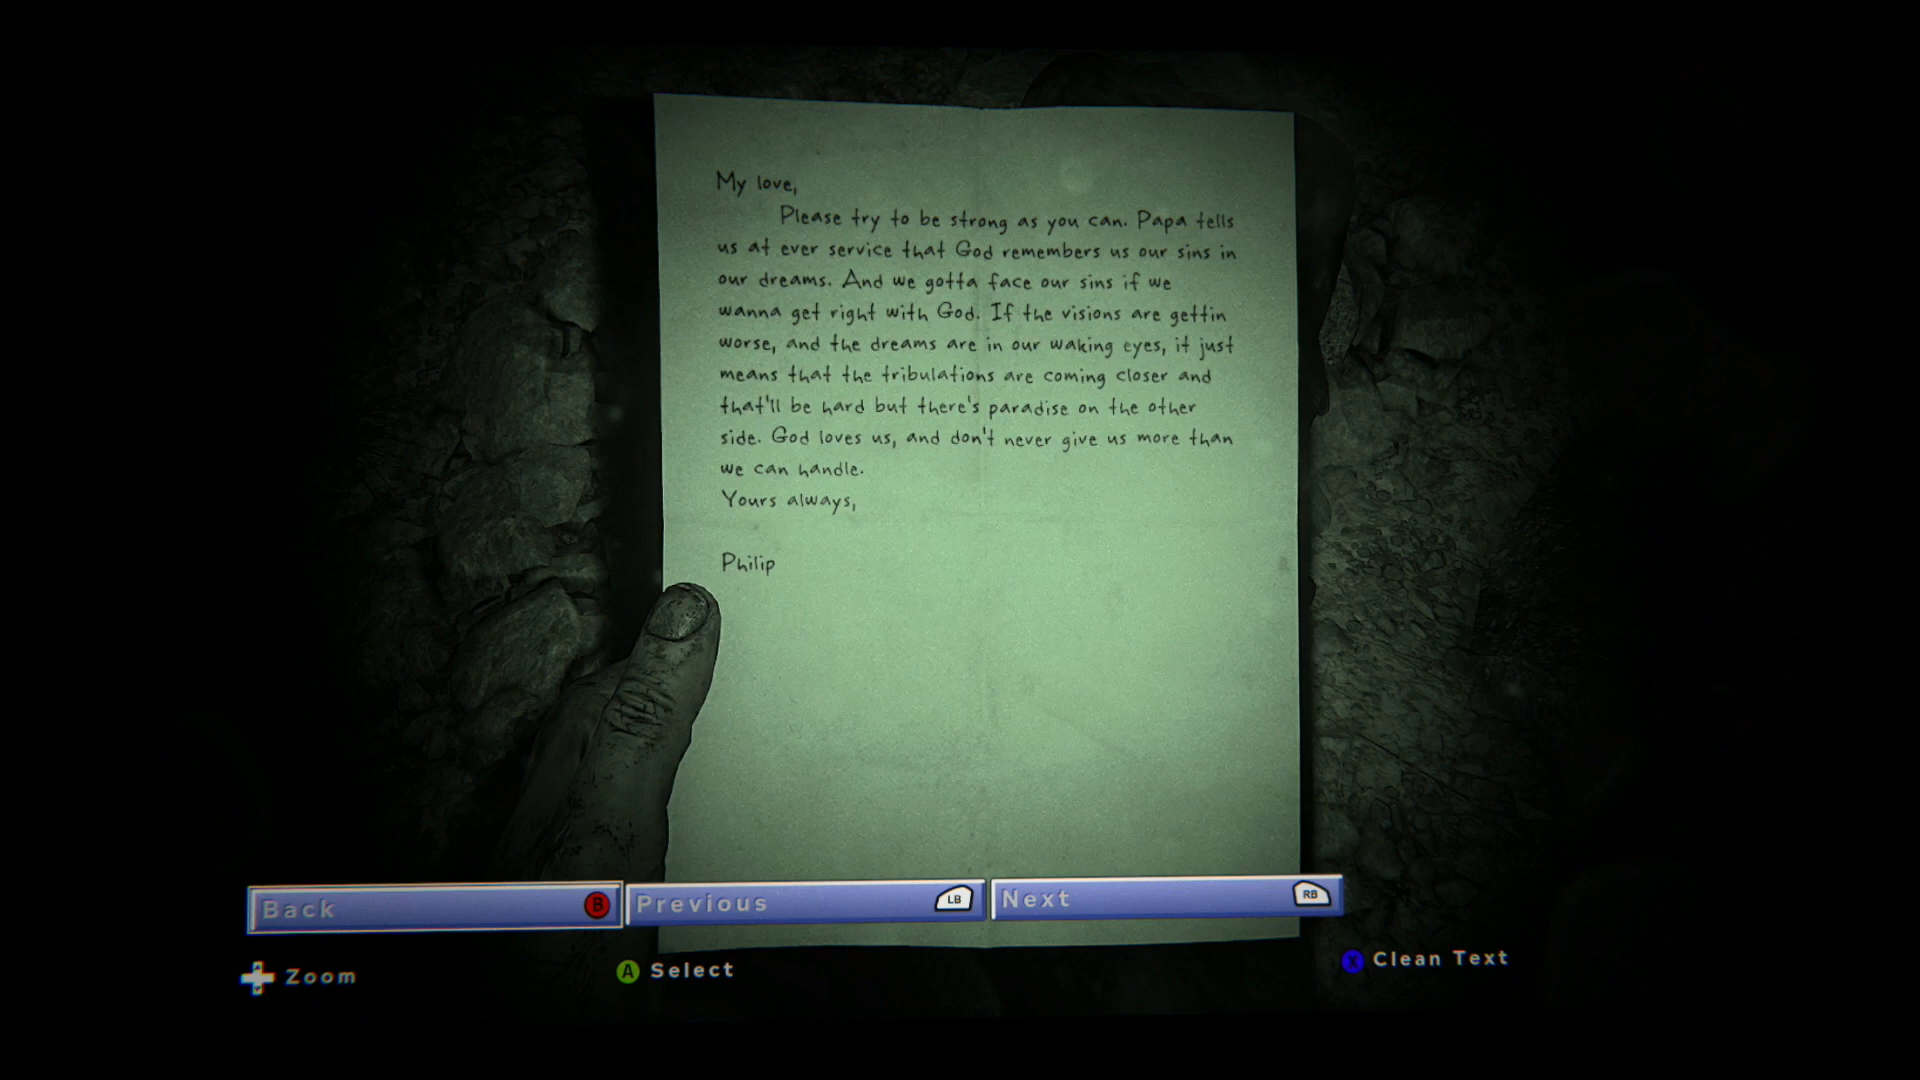 My love,
Please try to be strong as you can. Papa tells
us at ever service that God remembers us our sins in
our dreams. And we gotta face our sins if we
wanna get right with God. If the visions are gettin
worse, and the dreams are in our waking eyes, it just
means that the tribulations are coming closer and
that'll be hard but there's paradise on the other
side. God loves us, and don't never give us more than
we can handle.
Yours always,
Philip
Back B Previous LB Next RB
Zoom A Select X Clean Text